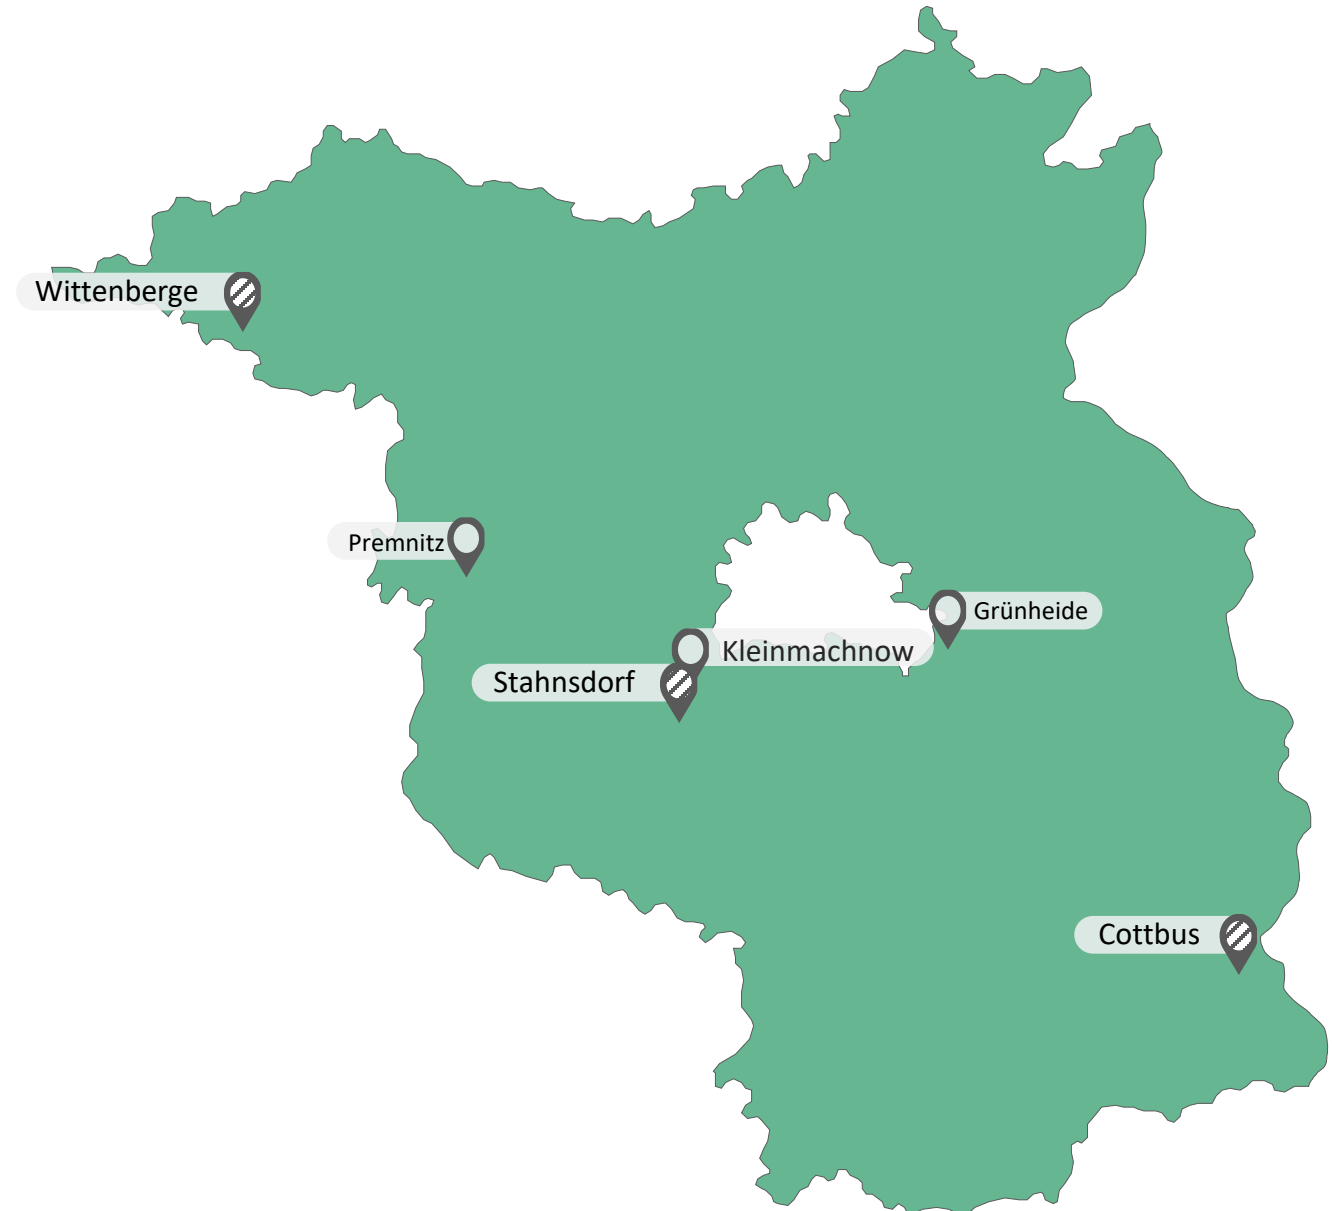 Wittenberge
Premnitz
Grünheide
Kleinmachnow
Stahnsdorf
Cottbus